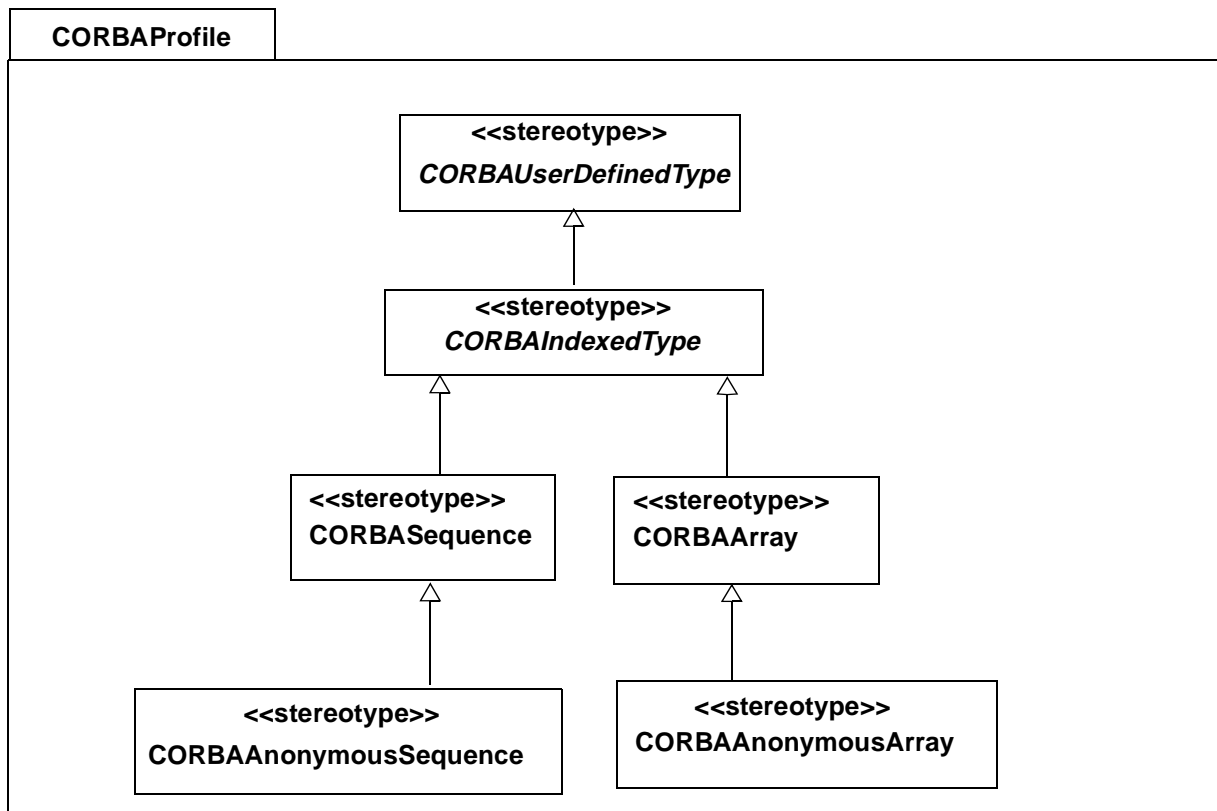 CORBAProfile
<<stereotype>>
CORBAUserDefinedType
<<stereotype>>
CORBAIndexedType
<<stereotype>>
CORBASequence
<<stereotype>>
CORBAArray
<<stereotype>>
CORBAAnonymousSequence
<<stereotype>>
CORBAAnonymousArray